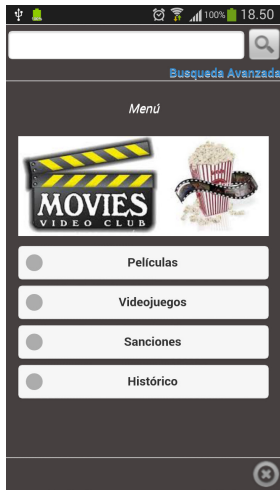 100% 18.50
Busqueda Avanzada
Menú
MOVIES
VIDEO CLUB
Películas
Videojuegos
Sanciones
Histórico